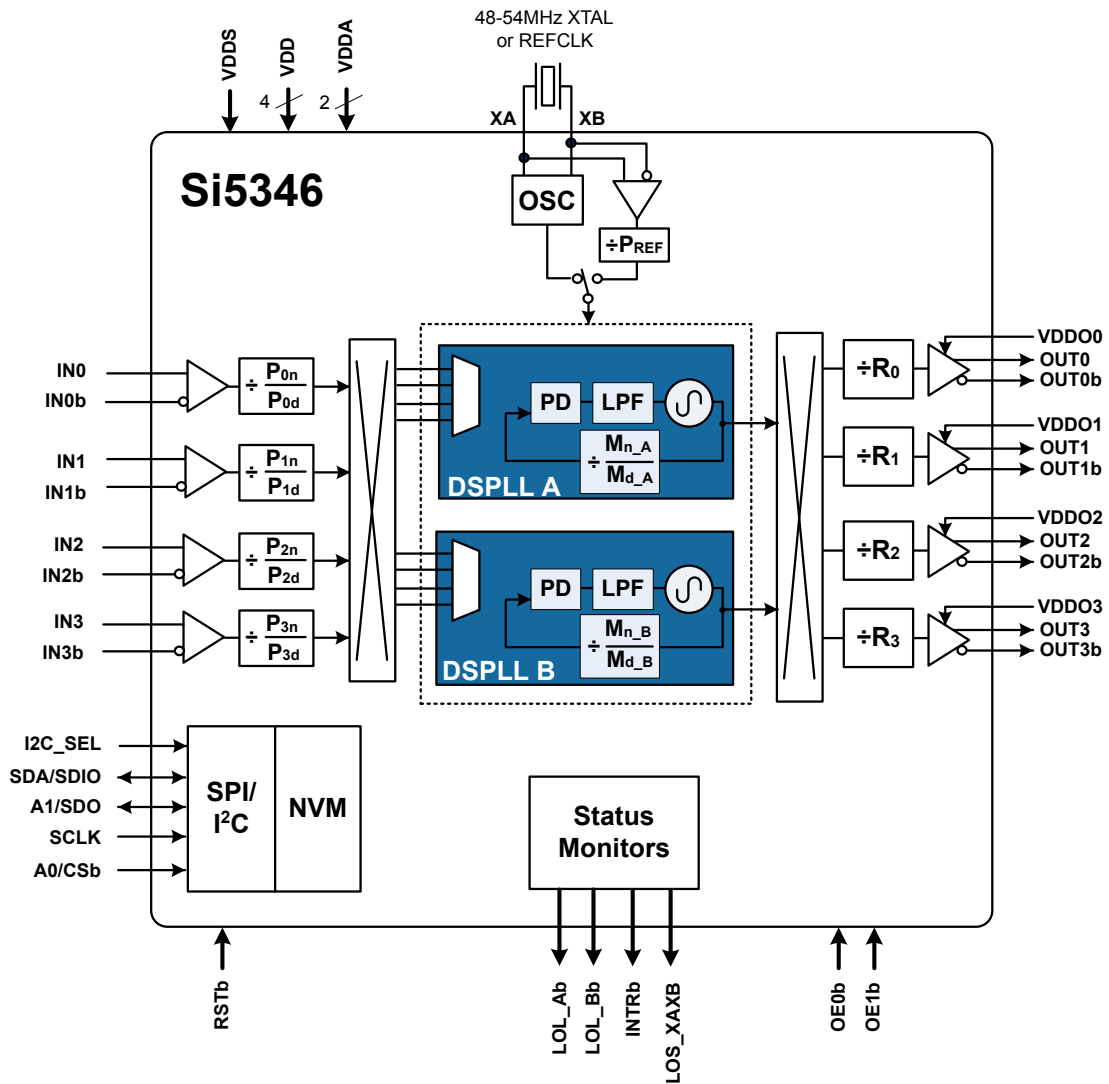 48-54MHz XTAL
or REFCLK
VDDS
VDD
VDDA
4
2
XA
XB
Si5346
OSC
÷PREF
IN0
IN0b
÷ P0n
P0d
IN1
IN1b
÷ P1n
P1d
IN2
IN2b
÷ P2n
P2d
IN3
IN3b
÷ P3n
P3d
PD
LPF
÷ Mn_A
Md_A
DSPLL A
PD
LPF
÷ Mn_B
Md_B
DSPLL B
÷R0
VDDO0
OUT0
OUT0b
÷R1
VDDO1
OUT1
OUT1b
÷R2
VDDO2
OUT2
OUT2b
÷R3
VDDO3
OUT3
OUT3b
I2C_SEL
SDA/SDIO
A1/SDO
SCLK
A0/CSb
SPI/
I²C
NVM
Status
Monitors
RSTb
LOL_Ab
LOL_Bb
INTRb
LOS_XAXB
OE0b
OE1b